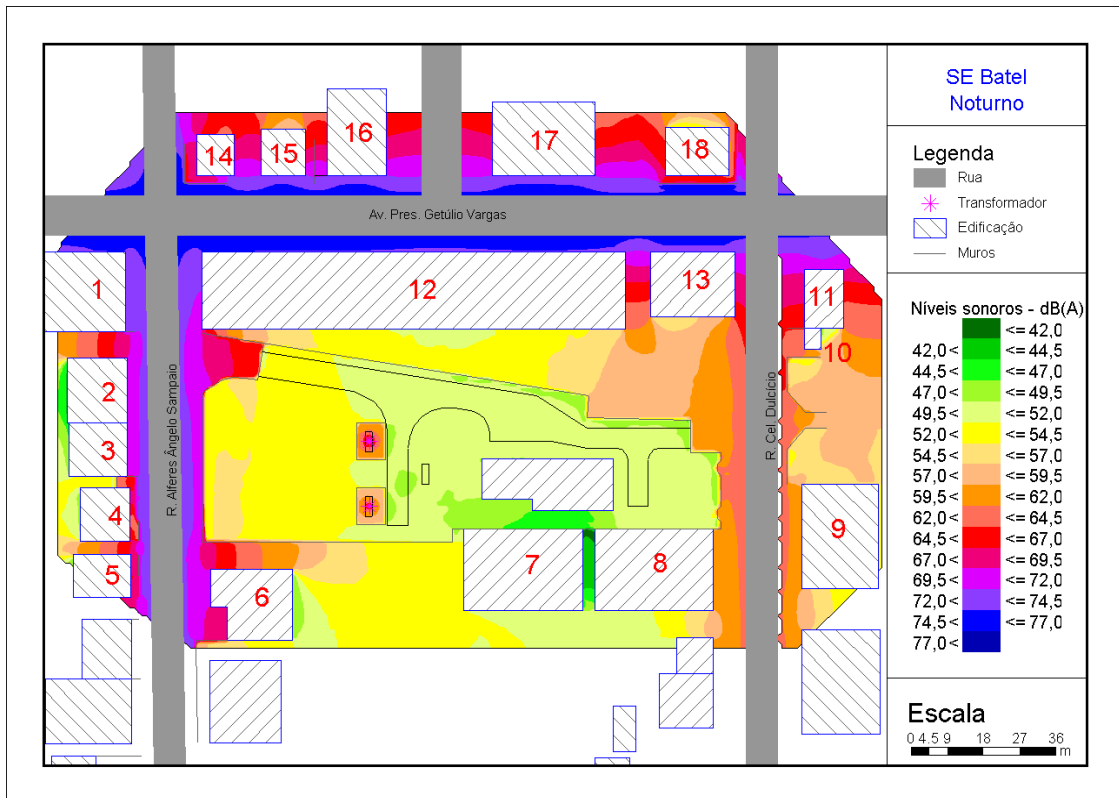 SE Batel
Noturno
Legenda
Rua
Transformador
Edificação
Muros
Níveis sonoros - dB(A)
<= 42,0
42,0 < <= 44,5
44,5 < <= 47,0
47,0 < <= 49,5
49,5 < <= 52,0
52,0 < <= 54,5
54,5 < <= 57,0
57,0 < <= 59,5
59,5 < <= 62,0
62,0 < <= 64,5
64,5 < <= 67,0
67,0 < <= 69,5
69,5 < <= 72,0
72,0 < <= 74,5
74,5 < <= 77,0
77,0 <
Escala
0 4.5 9 18 27 36
m
14
15
16
17
18
Av. Pres. Getúlio Vargas
1
12
13
11
10
2
3
4
5
6
7
8
9
R. Alferes Ângelo Sampaio
R. Cel. Dulcício